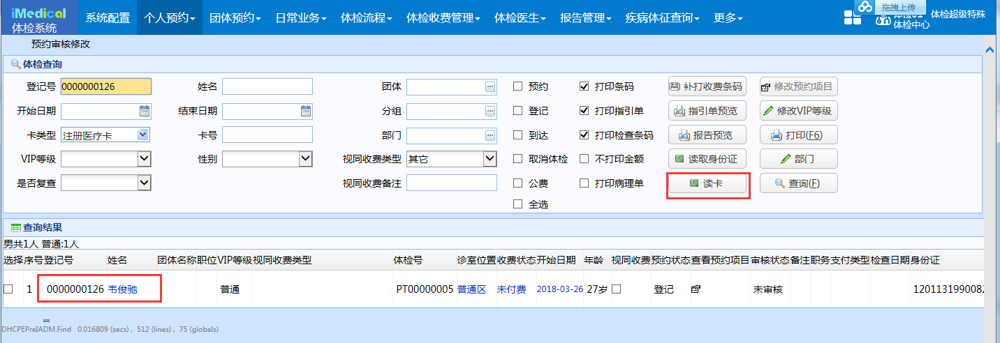 iMedical
体检系统
系统配置 个人预约 团体预约 日常业务 体检流程 体检收费管理 体检医生 报告管理 疾病体征查询 更多
拖拽上传
体检超级特殊
体检中心
预约审核修改
体检查询
登记号 0000000126 姓名 团体 ... 预约 打印条码 补打收费条码 修改预约项目
开始日期 结束日期 分组 ... 登记 打印指引单 指引单预览 修改VIP等级
卡类型 注册医疗卡 卡号 部门 ... 到达 打印检查条码 报告预览 打印(F6)
VIP等级 性别 视同收费类型 其它 取消体检 不打印金额 读取身份证 部门
是否复查 视同收费备注 公费 打印病理单 读卡 查询(F)
全选
查询结果
男共1人 普通:1人
选择 序号 登记号 姓名 团体名称 职位 VIP等级 视同收费类型 体检号 诊室位置 收费状态 开始日期 年龄 视同收费 预约状态 查看预约项目 审核状态 备注 职务 支付类型 检查日期 身份证
1 0000000126 韦俊驰 普通 PT00000005 普通区 未付费 2018-03-26 27岁 登记 未审核 1201131990082
DHCPEPreIADM.Find 0.016809 (secs) , 512 (lines) , 75 (globals)